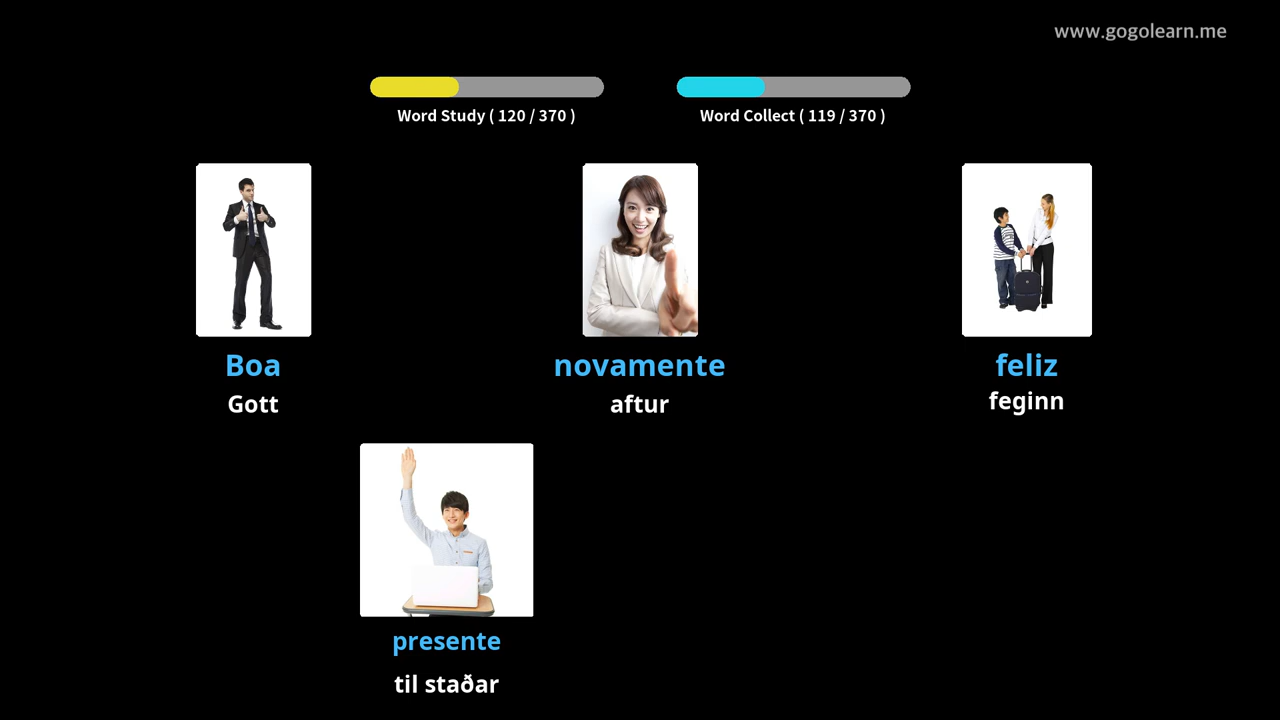 www.gogolearn.me
Word Study ( 120 / 370 )
Word Collect ( 119 / 370 )
Boa
Gott
novamente
aftur
feliz
feginn
presente
til staðar